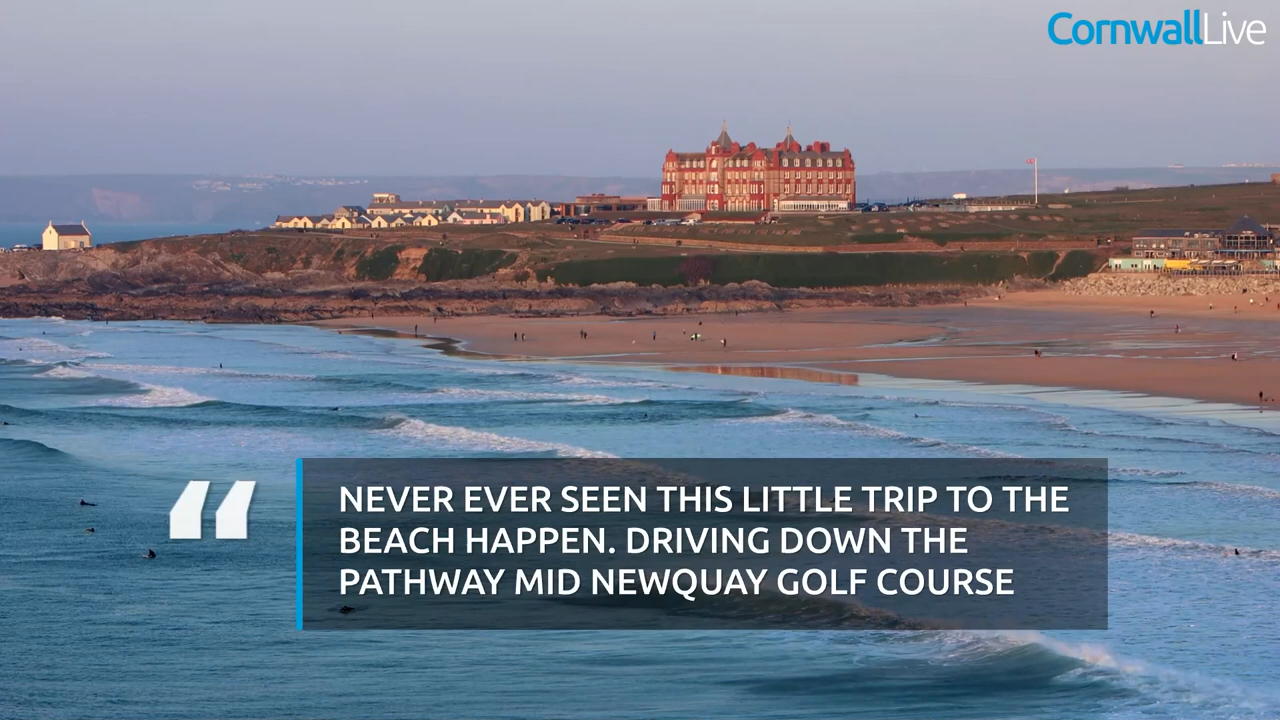 CornwallLive
“
NEVER EVER SEEN THIS LITTLE TRIP TO THE
BEACH HAPPEN. DRIVING DOWN THE
PATHWAY MID NEWQUAY GOLF COURSE